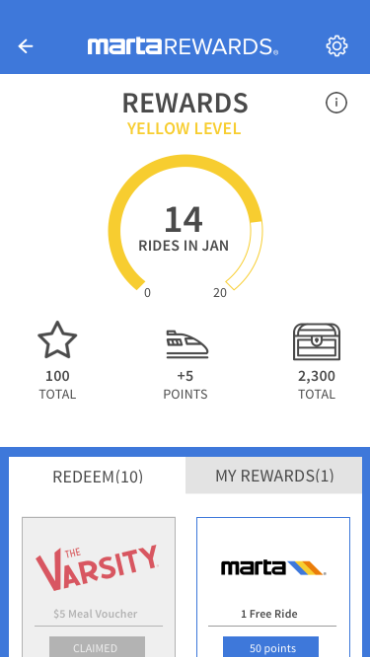 martaREWARDS®
REWARDS
YELLOW LEVEL
14
RIDES IN JAN
0 20
100 +5 2,300
TOTAL POINTS TOTAL
REDEEM(10) MY REWARDS(1)
THE
VARSITY
marta
$5 Meal Voucher 1 Free Ride
CLAIMED 50 points